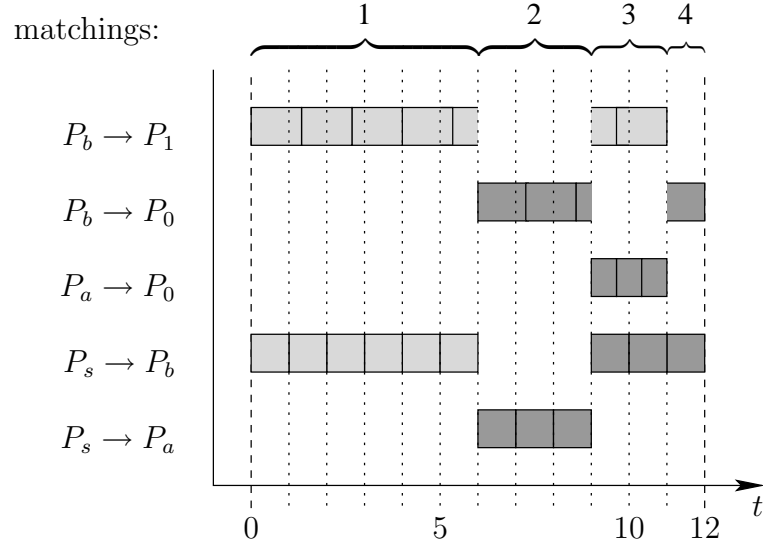 1 2 3 4
matchings:
P_b → P_1
P_b → P_0
P_a → P_0
P_s → P_b
P_s → P_a
t
0 5 10 12